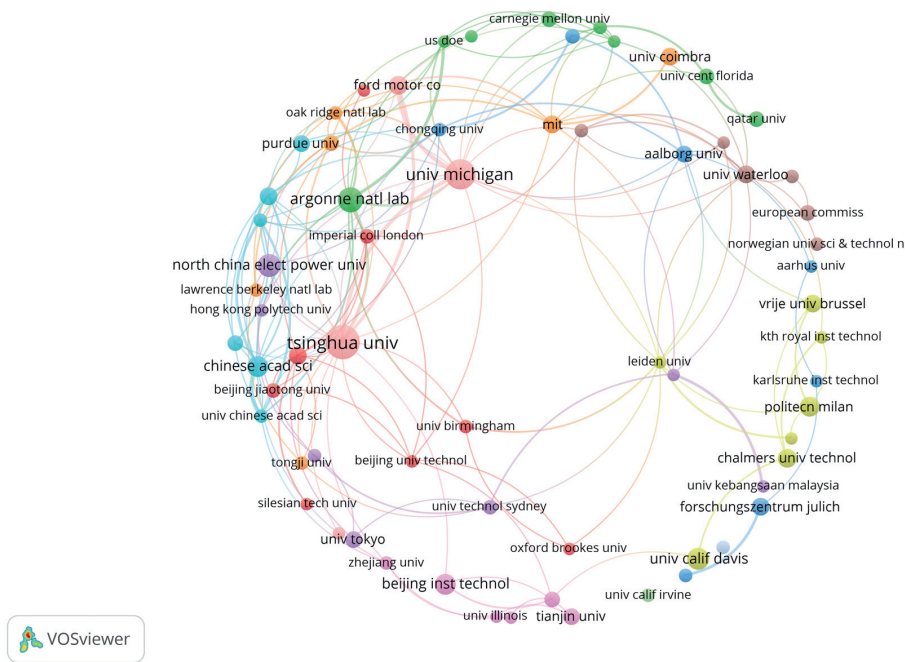 carnegie mellon univ
us doe
univ coimbra
univ cent florida
ford motor co
oak ridge natl lab
qatar univ
chongqing univ
mit
purdue univ
aalborg univ
univ michigan
univ waterloo
argonne natl lab
european commiss
imperial coll london
norwegian univ sci & technol n
north china elect power univ
aarhus univ
lawrence berkeley natl lab
vrije univ brussel
hong kong polytech univ
kth royal inst technol
tsinghua univ
leiden univ
chinese acad sci
karlsruhe inst technol
beijing jiaotong univ
politecn milan
univ chinese acad sci
univ birmingham
chalmers univ technol
tongji univ
beijing univ technol
univ kebangsaan malaysia
silesian tech univ
univ technol sydney
forschungszentrum julich
univ tokyo
oxford brookes univ
zhejiang univ
univ calif davis
beijing inst technol
univ calif irvine
univ illinois
tianjin univ
VOSviewer